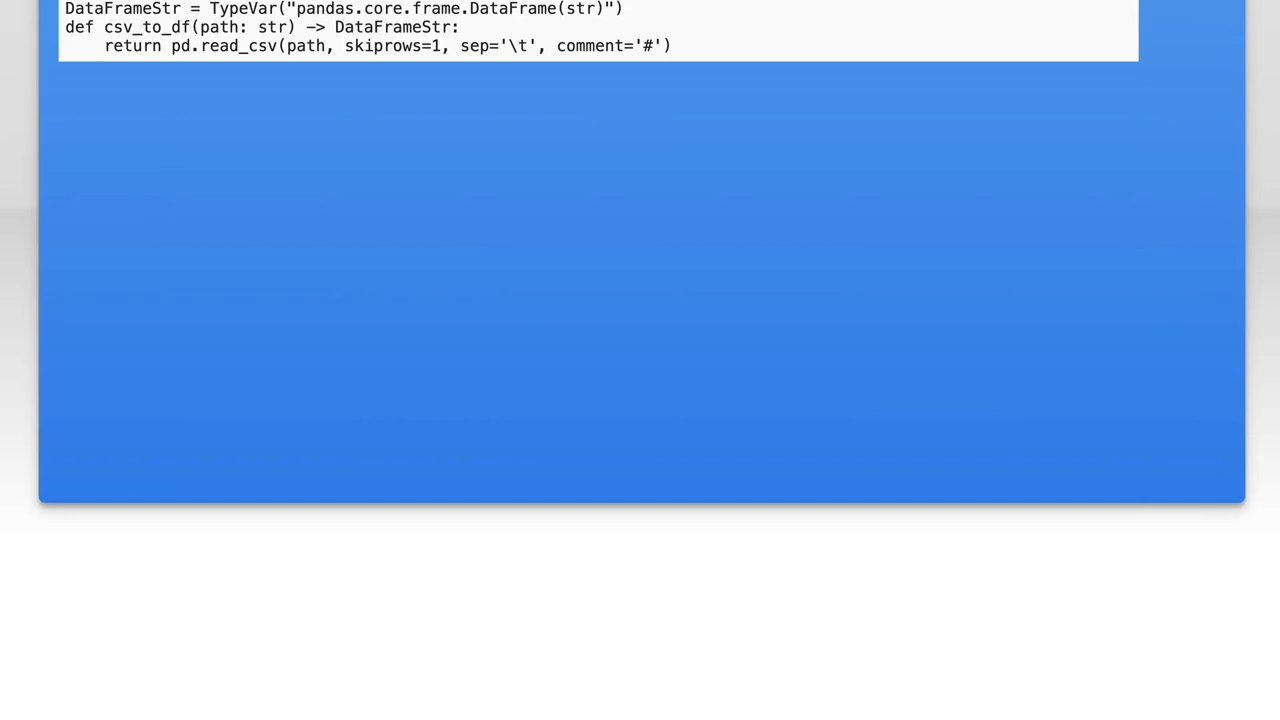 DataFrameStr = TypeVar("pandas.core.frame.DataFrame(str)")
def csv_to_df(path: str) -> DataFrameStr:
    return pd.read_csv(path, skiprows=1, sep='\t', comment='#')